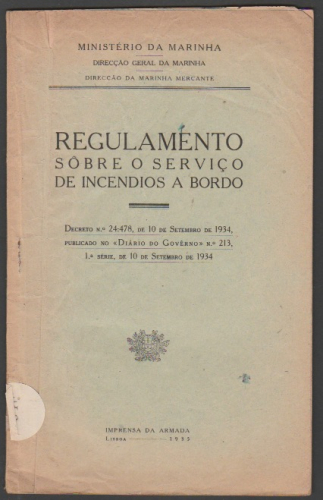 MINISTÉRIO DA MARINHA
DIRECÇÃO GERAL DA MARINHA
DIRECÇÃO DA MARINHA MERCANTE
REGULAMENTO
SÔBRE O SERVIÇO
DE INCENDIOS A BORDO
DECRETO N.º 24:478, DE 10 DE SETEMBRO DE 1934,
PUBLICADO NO «DIÁRIO DO GOVÊRNO» N.º 213,
1.ª SÉRIE, DE 10 DE SETEMBRO DE 1934
IMPRENSA DA ARMADA
LISBOA — 1935